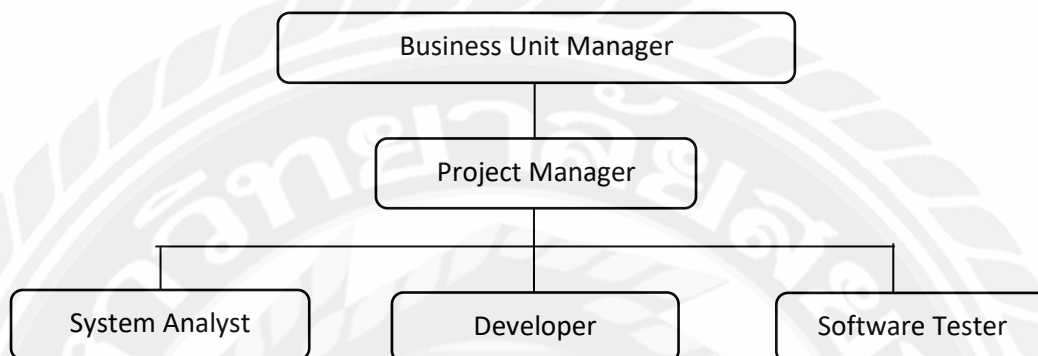 Business Unit Manager
Project Manager
System Analyst
Developer
Software Tester